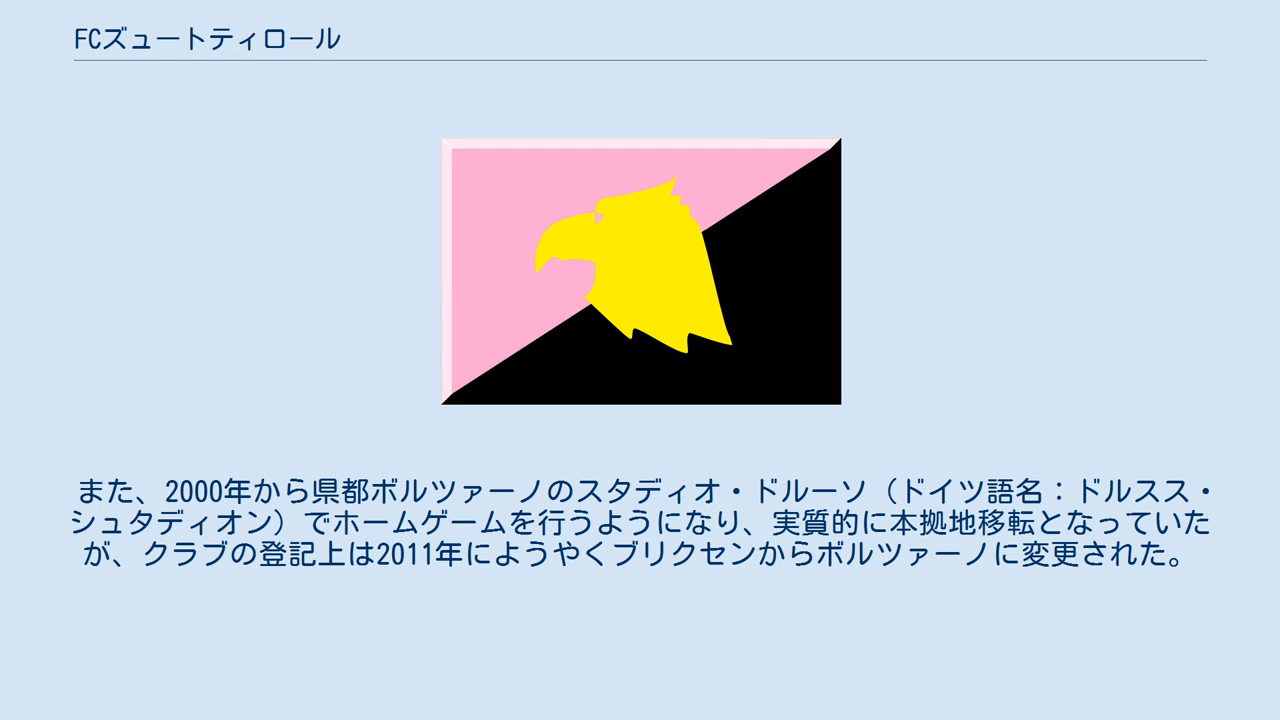 FCズュートティロール
また、2000年から県都ボルツァーノのスタディオ・ドルーソ（ドイツ語名：ドルスス・
シュタディオン）でホームゲームを行うようになり、実質的に本拠地移転となっていた
が、クラブの登記上は2011年にようやくブリクセンからボルツァーノに変更された。